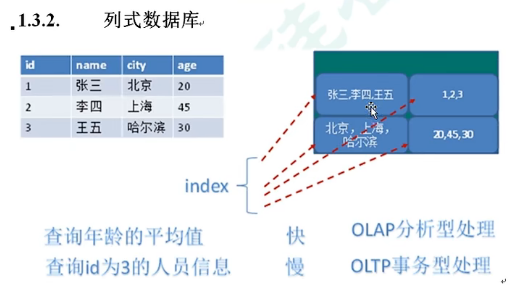 1.3.2. 列式数据库
id name city age
1 张三 北京 20
2 李四 上海 45
3 王五 哈尔滨 30
张三,李四,王五 1,2,3
北京，上海， 20,45,30
哈尔滨
index
查询年龄的平均值 快 OLAP分析型处理
查询id为3的人员信息 慢 OLTP事务型处理